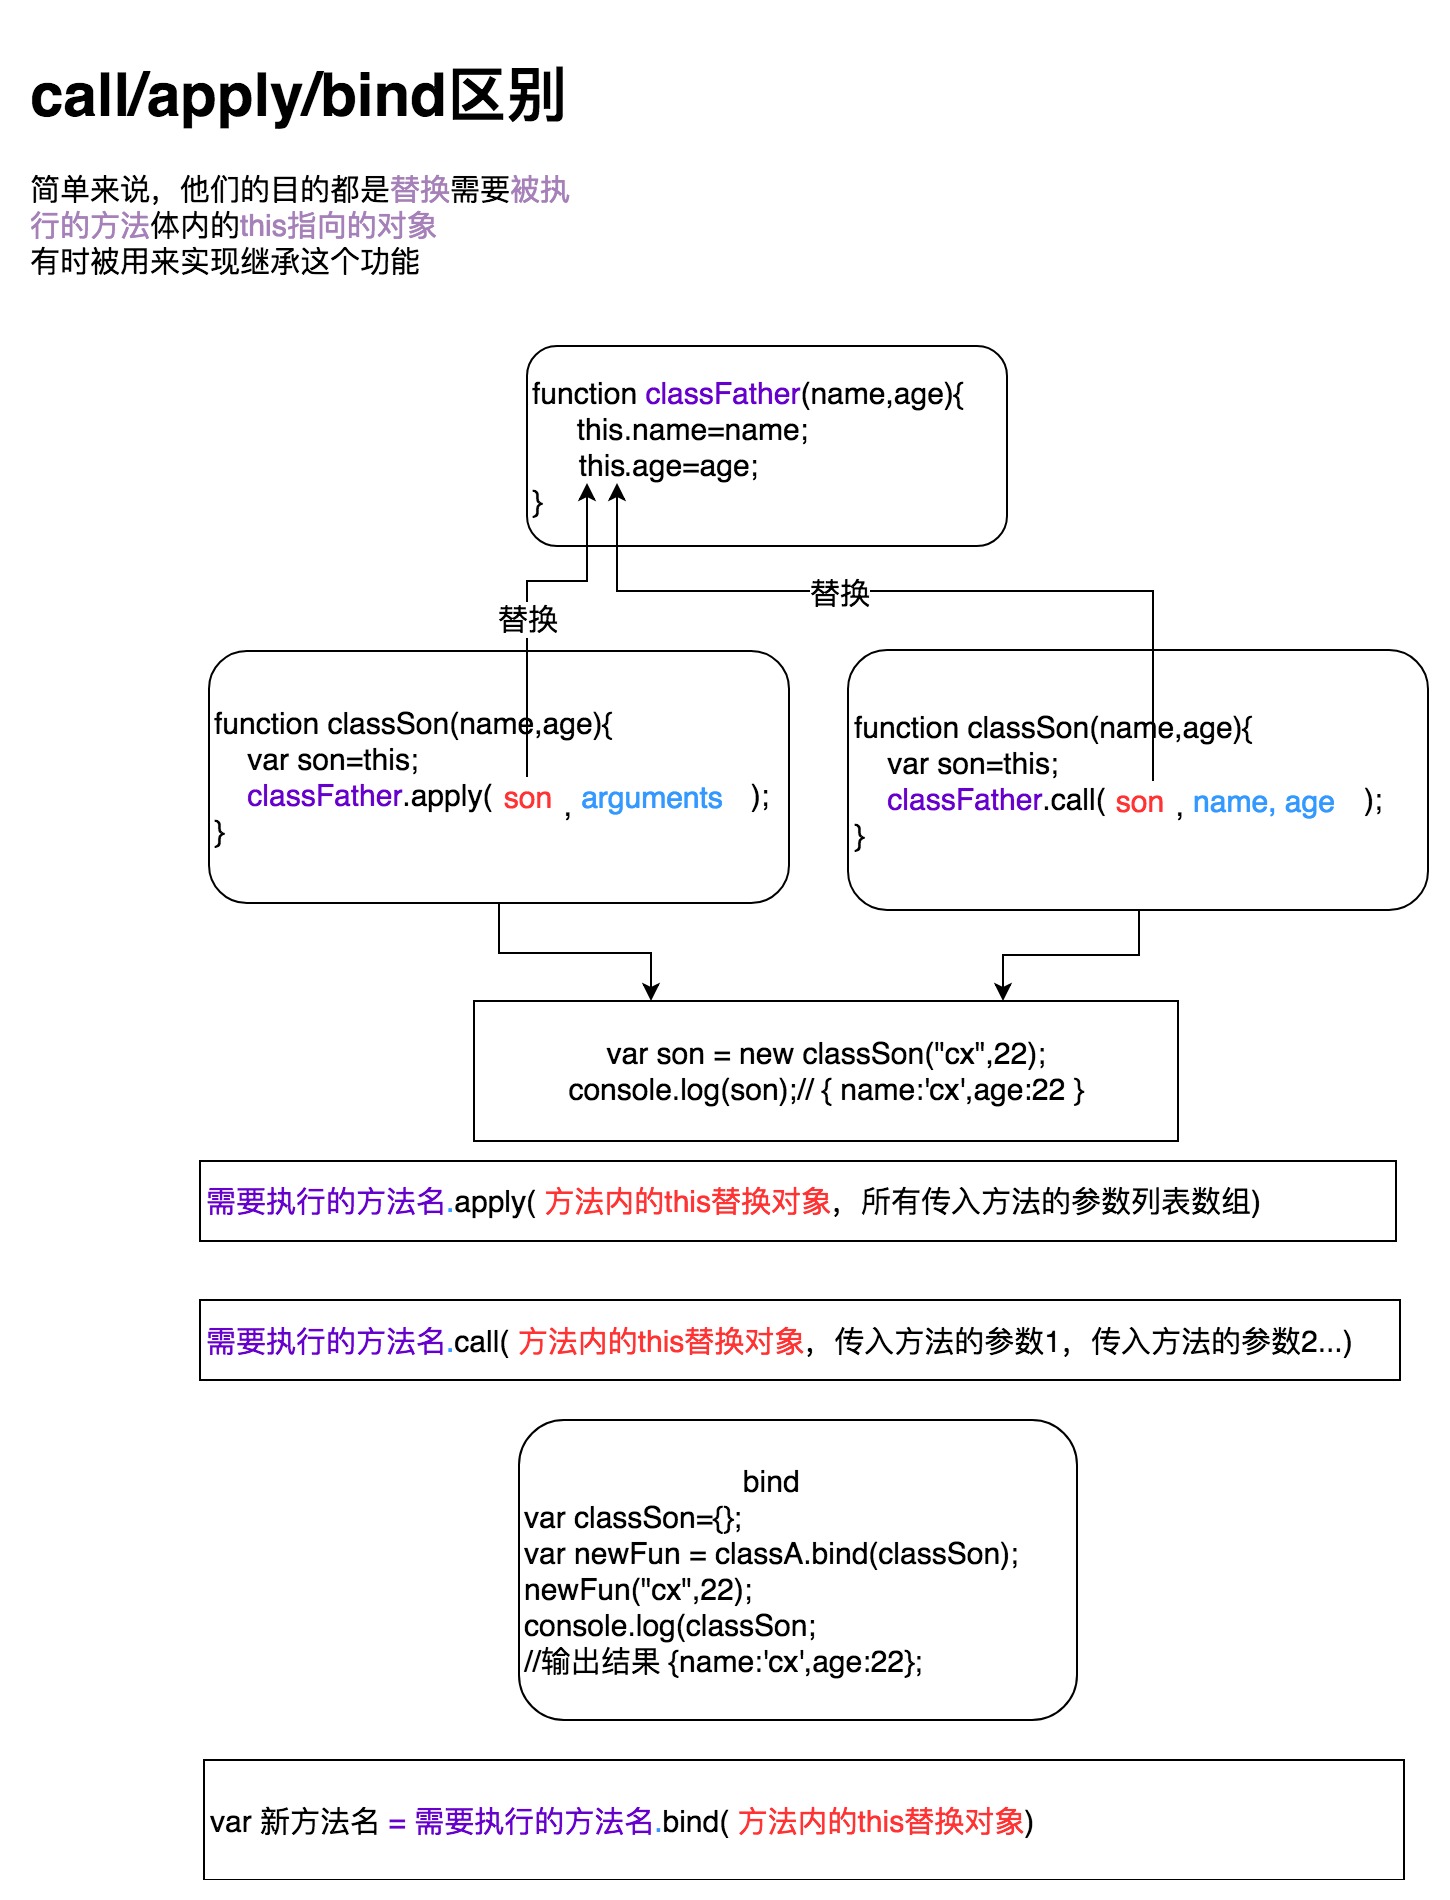 call/apply/bind区别
简单来说，他们的目的都是替换需要被执
行的方法体内的this指向的对象
有时被用来实现继承这个功能
function classFather(name,age){
this.name=name;
this.age=age;
}
替换
替换
function classSon(name,age){
var son=this;
classFather.apply( son , arguments );
}
function classSon(name,age){
var son=this;
classFather.call( son , name, age );
}
var son = new classSon("cx",22);
console.log(son);// { name:'cx',age:22 }
需要执行的方法名.apply( 方法内的this替换对象，所有传入方法的参数列表数组)
需要执行的方法名.call( 方法内的this替换对象，传入方法的参数1，传入方法的参数2...)
bind
var classSon={};
var newFun = classA.bind(classSon);
newFun("cx",22);
console.log(classSon;
//输出结果 {name:'cx',age:22};
var 新方法名 = 需要执行的方法名.bind( 方法内的this替换对象)